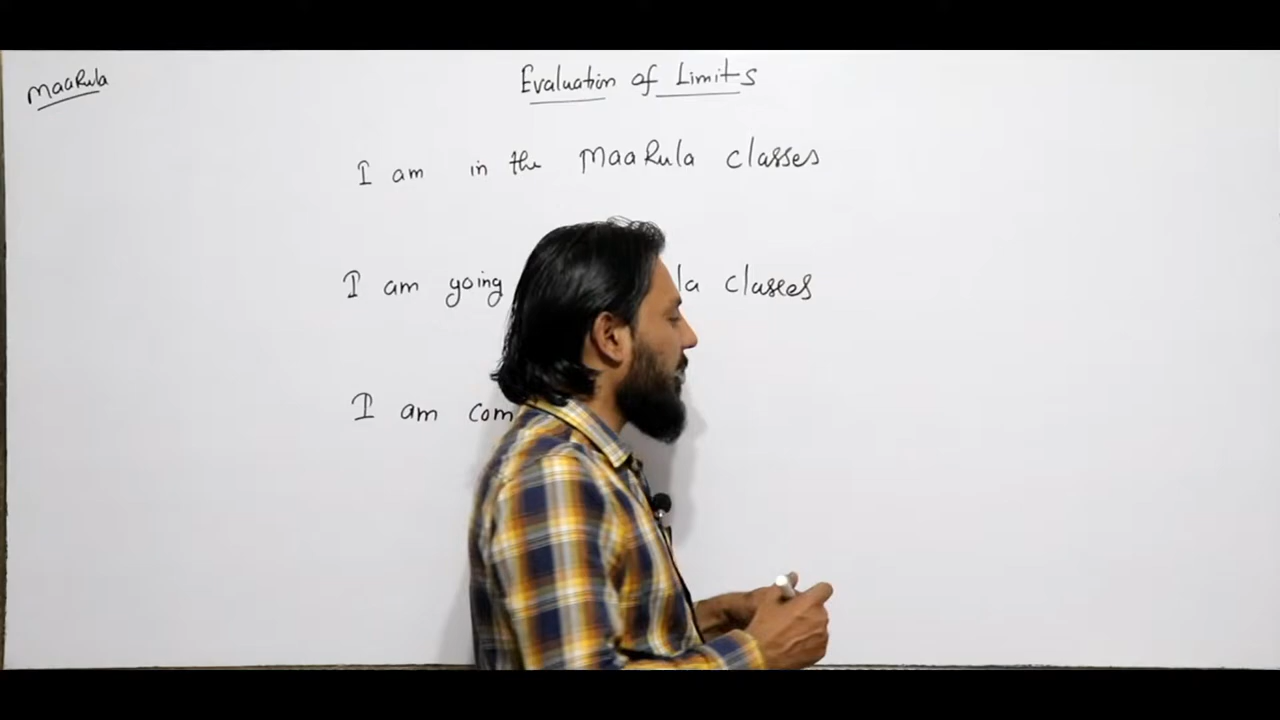 MaaRula
Evaluation of Limits
I am in the MaaRula classes
I am going la classes
I am com